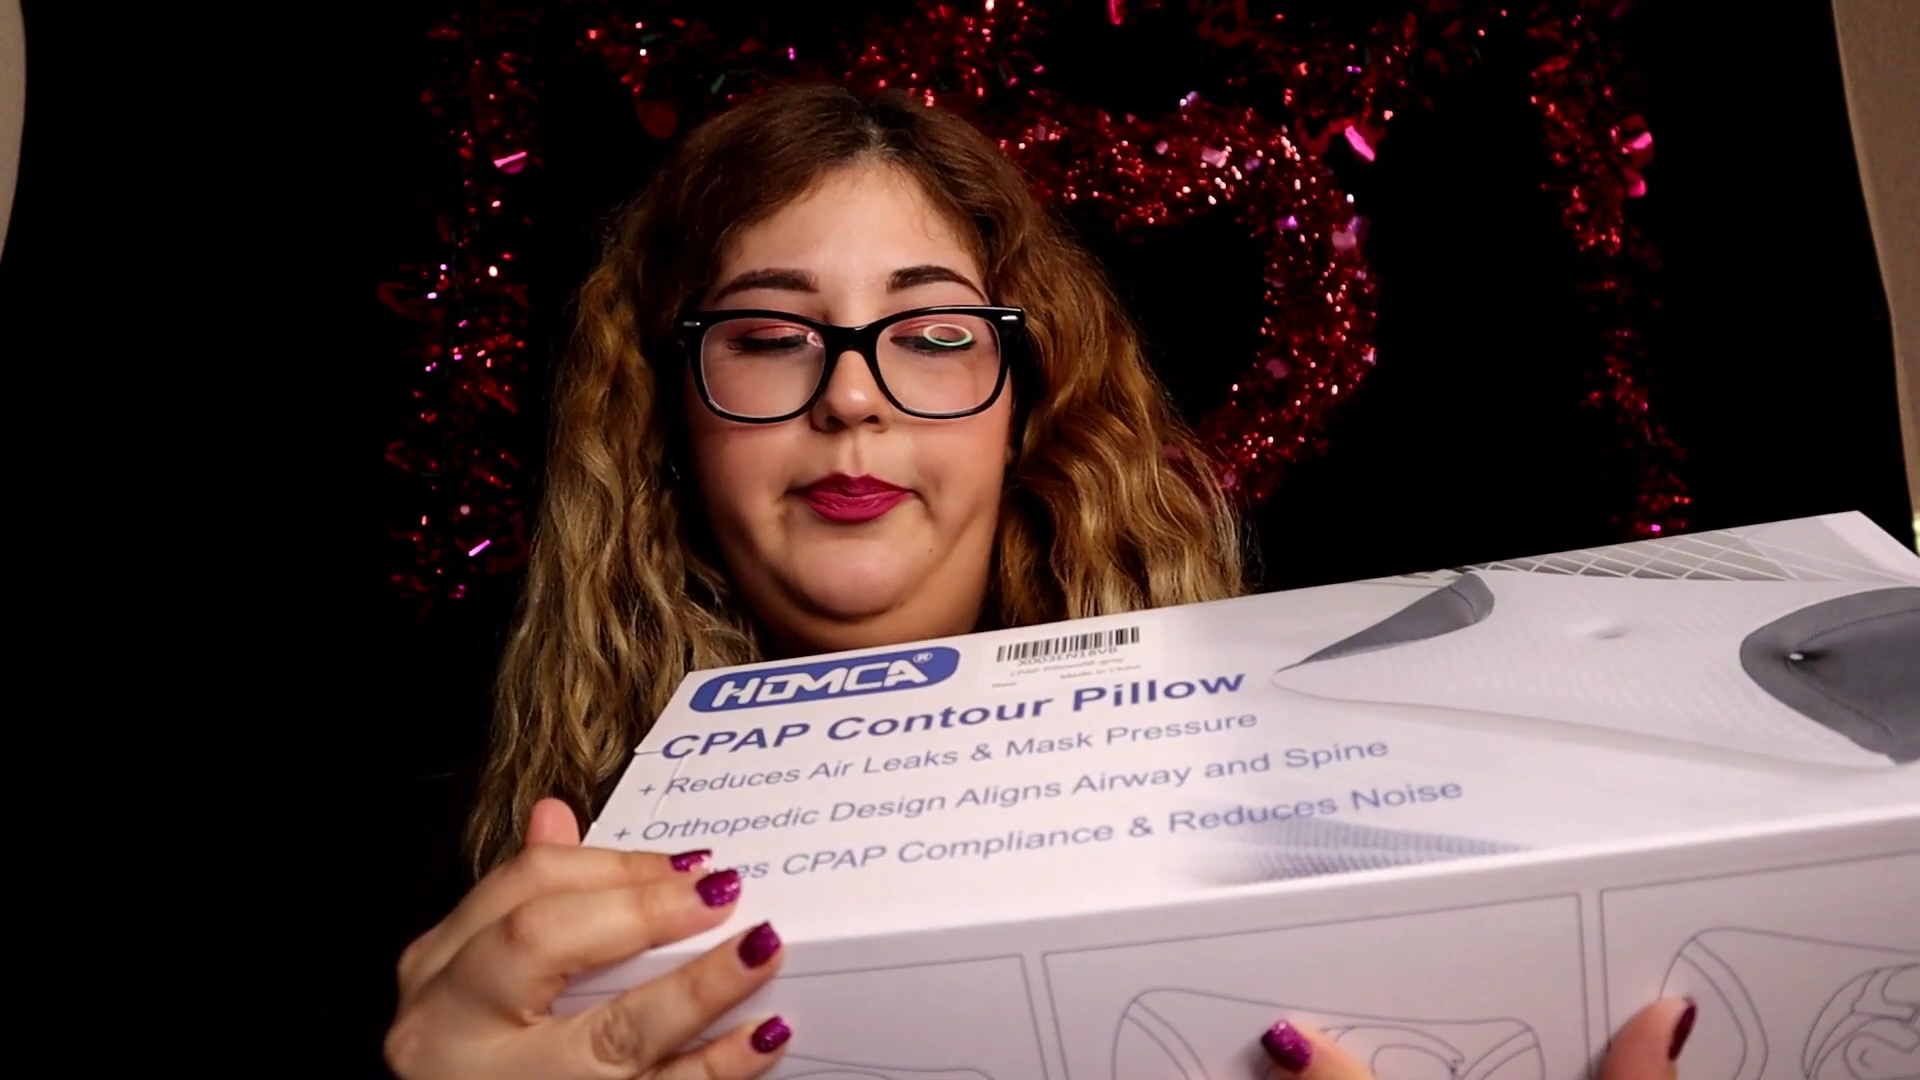 HOMCA®
X003EN18VB
CPAP Contour Pillow
+ Reduces Air Leaks & Mask Pressure
+ Orthopedic Design Aligns Airway and Spine
CPAP Compliance & Reduces Noise